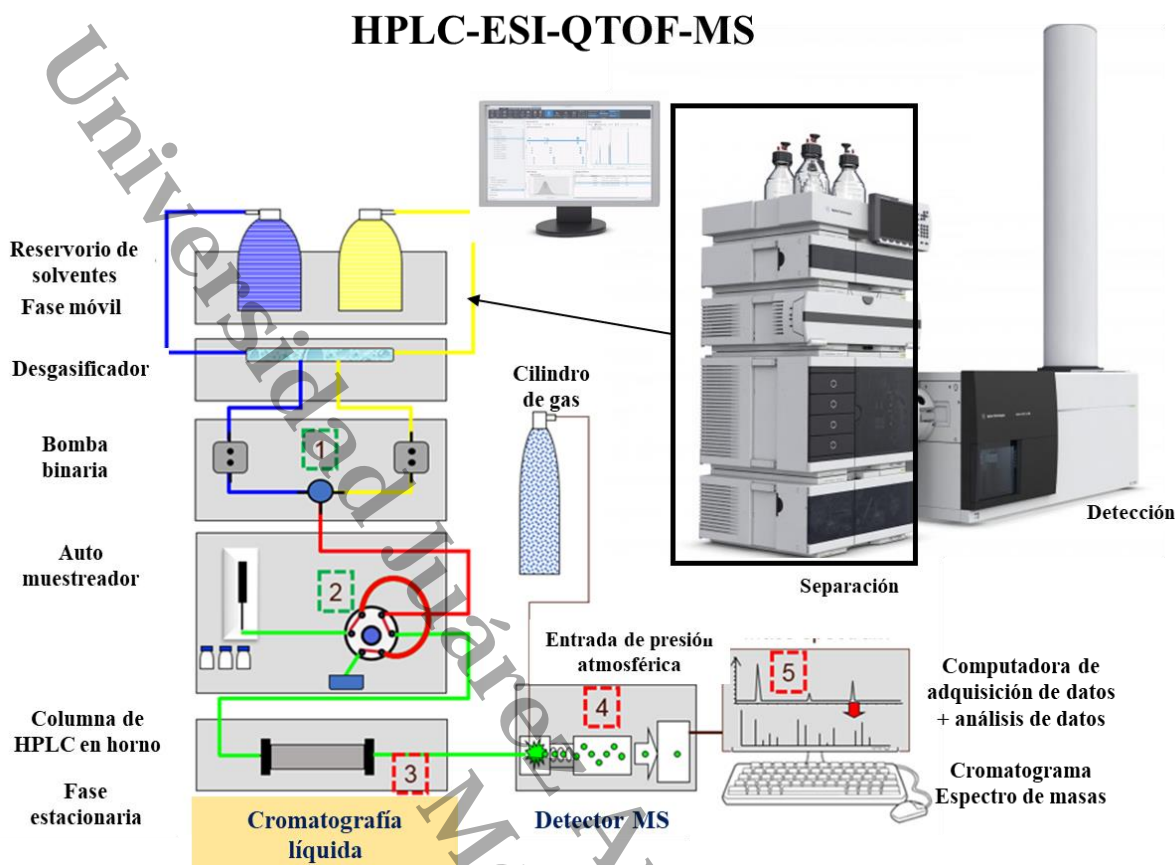 HPLC-ESI-QTOF-MS
Reservorio de
solventes
Fase móvil
Desgasificador
Bomba
binaria
1
Auto
muestreador
2
Columna de
HPLC en horno
Fase
estacionaria
3
Cromatografía
líquida
Cilindro
de gas
Entrada de presión
atmosférica
4
Detector MS
Separación
Detección
5
Computadora de
adquisición de datos
+ análisis de datos
Cromatograma
Espectro de masas
Universidad Juárez